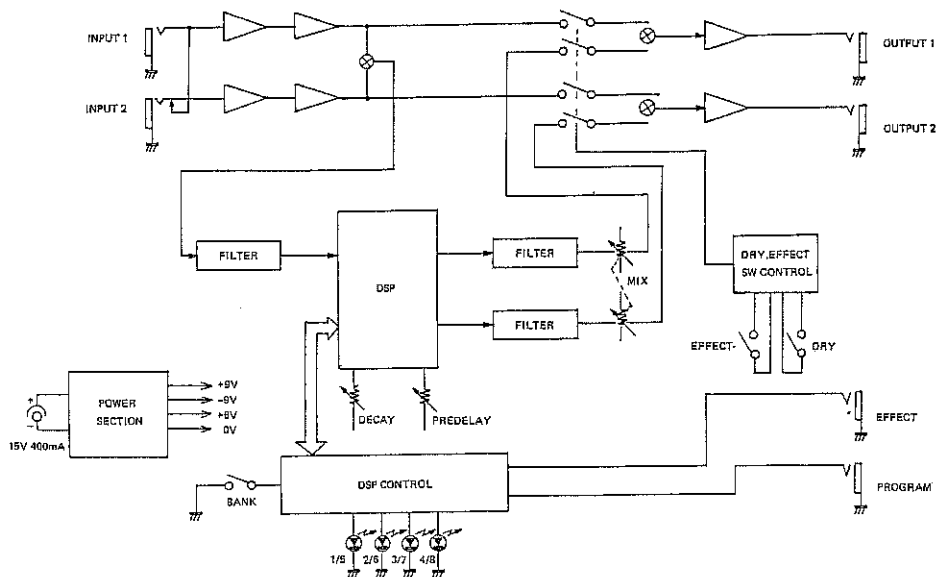 INPUT 1
OUTPUT 1
INPUT 2
OUTPUT 2
FILTER
DSP
FILTER
MIX
DRY, EFFECT
SW CONTROL
FILTER
EFFECT
DRY
POWER
SECTION
+9V
-9V
0V
15V 400mA
DECAY
PREDELAY
EFFECT
DSP CONTROL
BANK
PROGRAM
1/5
2/6
3/7
4/8